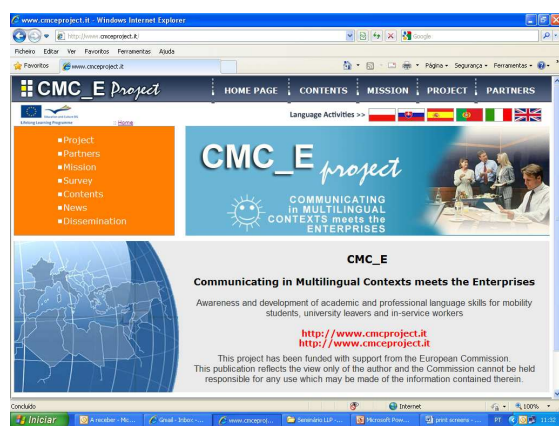 www.cmceproject.it - Windows Internet Explorer
http://www.cmceproject.it/
Google
Ficheiro Editar Ver Favoritos Ferramentas Ajuda
Favoritos www.cmceproject.it
Página Segurança Ferramentas
CMC_E Project HOME PAGE CONTENTS MISSION PROJECT PARTNERS
Lifelong Learning Programme
Home
Language Activities >>
Project
Partners
Mission
Survey
Contents
News
Dissemination
CMC_E project
COMMUNICATING
in MULTILINGUAL
CONTEXTS meets the
ENTERPRISES
CMC_E
Communicating in Multilingual Contexts meets the Enterprises
Awareness and development of academic and professional language skills for mobility
students, university leavers and in-service workers
http://www.cmcproject.it
http://www.cmceproject.it
This project has been funded with support from the European Commission.
This publication reflects the view only of the author and the Commission cannot be held
responsible for any use which may be made of the information contained therein.
Concluído Internet 100%
Iniciar A receber - Mic... Gmail - Inbox -... www.cmceproj... Seminário LLP -... Microsoft Pow... print screens -... PT 11:32